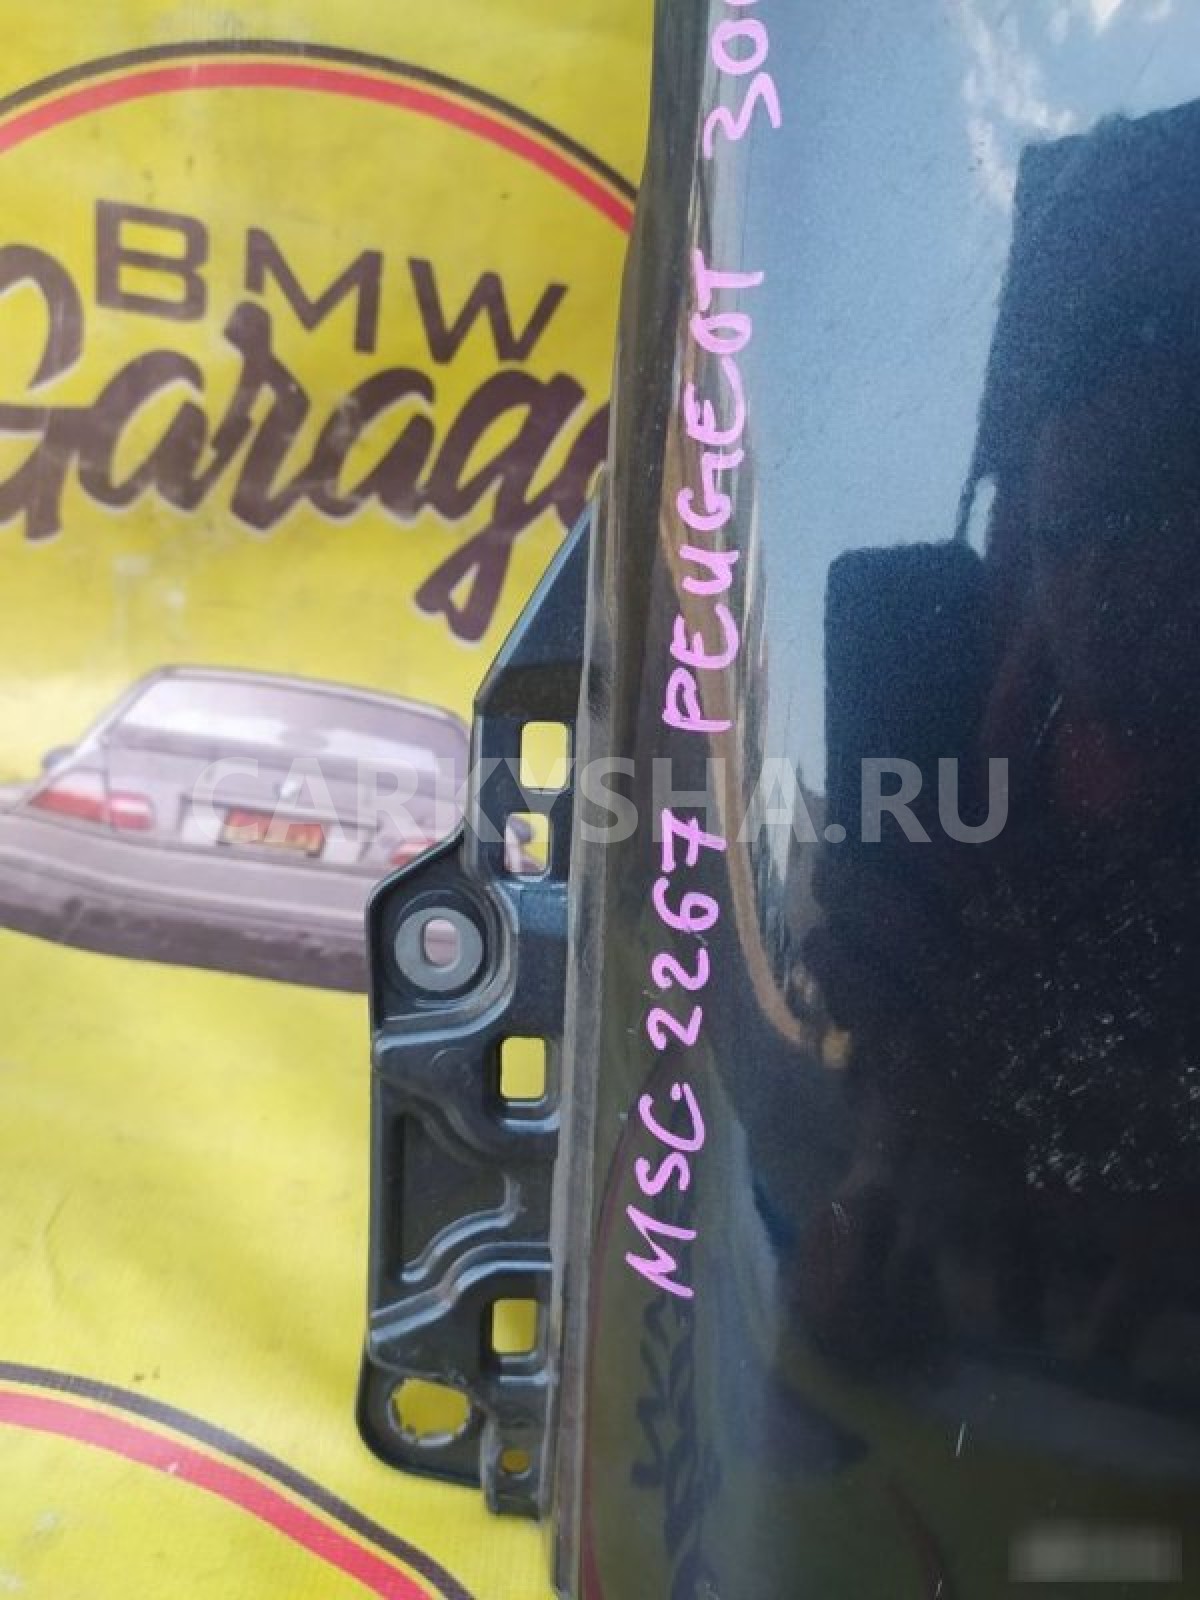 BMW
Garage
MSC 2267 PEUGEOT 30
CARKYSHA.RU